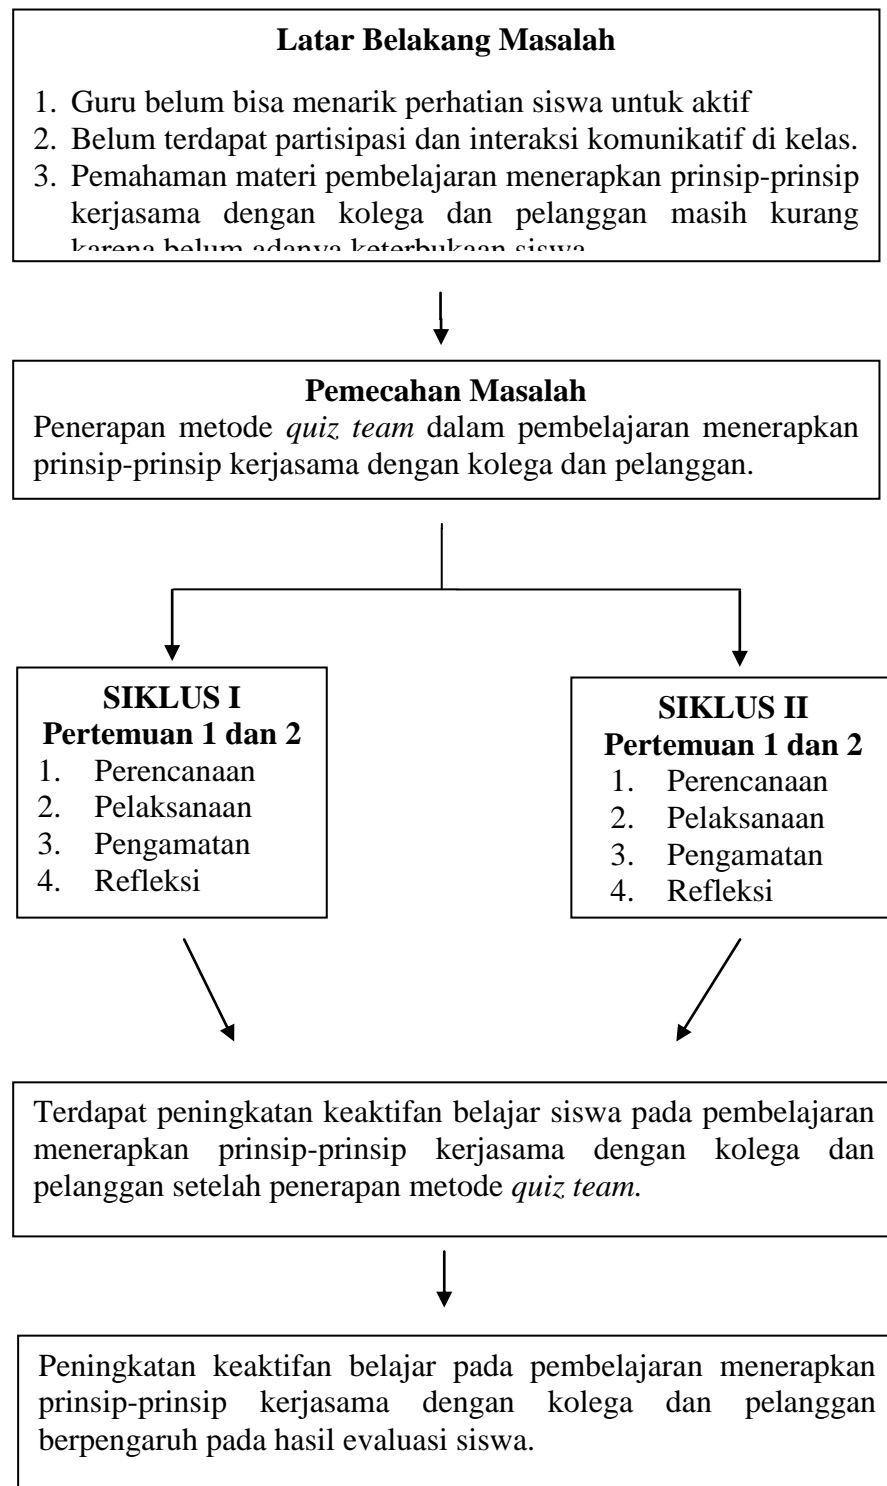 Latar Belakang Masalah
1. Guru belum bisa menarik perhatian siswa untuk aktif
2. Belum terdapat partisipasi dan interaksi komunikatif di kelas.
3. Pemahaman materi pembelajaran menerapkan prinsip-prinsip
kerjasama dengan kolega dan pelanggan masih kurang
karena belum adanya keterbukaan siswa
Pemecahan Masalah
Penerapan metode quiz team dalam pembelajaran menerapkan
prinsip-prinsip kerjasama dengan kolega dan pelanggan.
SIKLUS I
Pertemuan 1 dan 2
1. Perencanaan
2. Pelaksanaan
3. Pengamatan
4. Refleksi
SIKLUS II
Pertemuan 1 dan 2
1. Perencanaan
2. Pelaksanaan
3. Pengamatan
4. Refleksi
Terdapat peningkatan keaktifan belajar siswa pada pembelajaran
menerapkan prinsip-prinsip kerjasama dengan kolega dan
pelanggan setelah penerapan metode quiz team.
Peningkatan keaktifan belajar pada pembelajaran menerapkan
prinsip-prinsip kerjasama dengan kolega dan pelanggan
berpengaruh pada hasil evaluasi siswa.